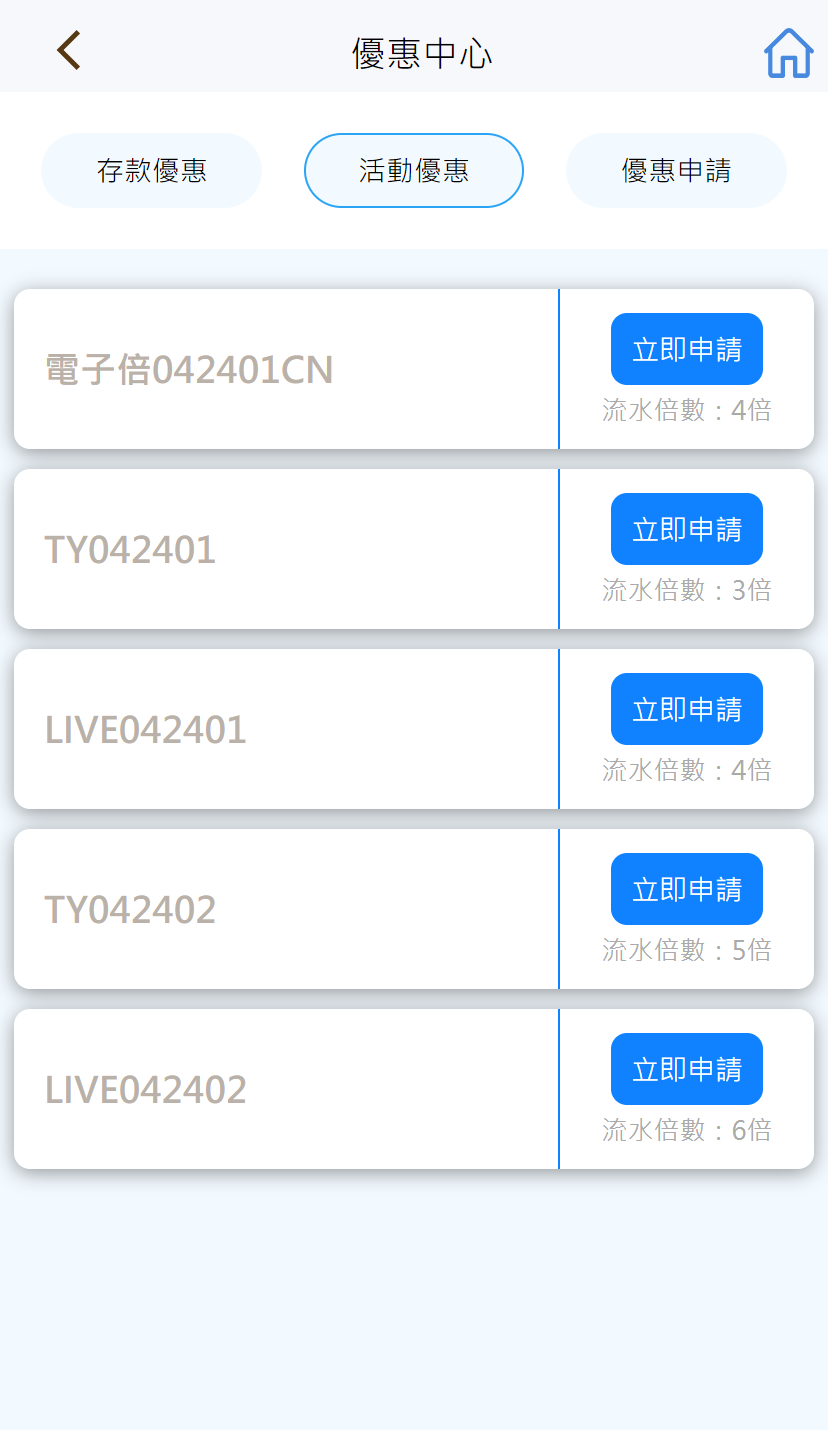 優惠中心
存款優惠
活動優惠
優惠申請
電子倍042401CN
立即申請
流水倍數：4倍
TY042401
立即申請
流水倍數：3倍
LIVE042401
立即申請
流水倍數：4倍
TY042402
立即申請
流水倍數：5倍
LIVE042402
立即申請
流水倍數：6倍